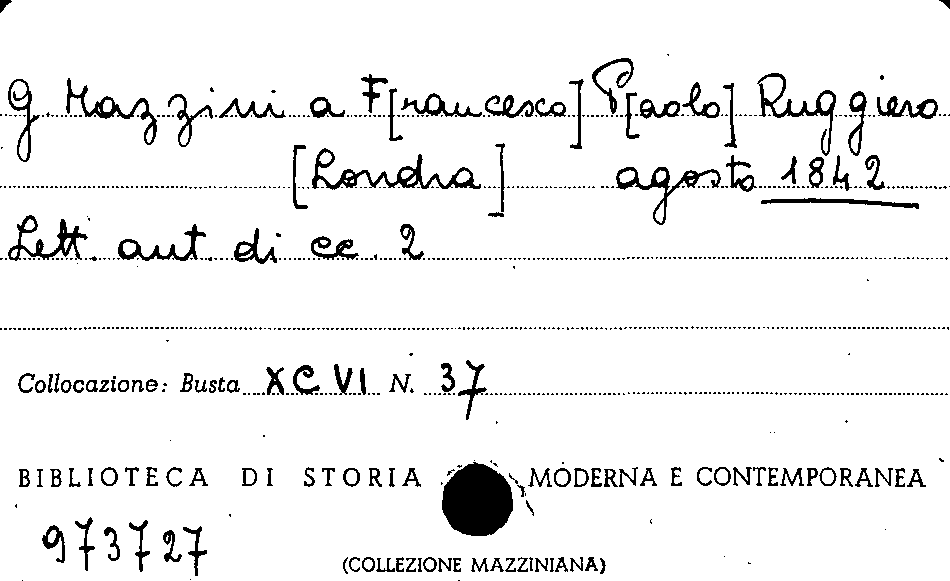 G. Mazzini a F[rancesco] P[aolo] Ruggiero
[Londra] agosto 1842
Lett. aut. di cc. 2
Collocazione: Busta XCVI N. 37
BIBLIOTECA DI STORIA MODERNA E CONTEMPORANEA
973727
(COLLEZIONE MAZZINIANA)